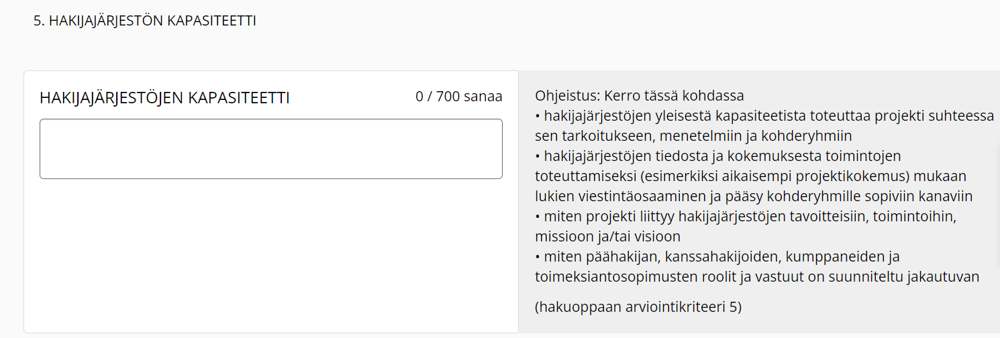 5. HAKIJAJÄRJESTÖN KAPASITEETTI
HAKIJAJÄRJESTÖJEN KAPASITEETTI
0 / 700 sanaa
Ohjeistus: Kerro tässä kohdassa
• hakijajärjestöjen yleisestä kapasiteetista toteuttaa projekti suhteessa
sen tarkoitukseen, menetelmiin ja kohderyhmiin
• hakijajärjestöjen tiedosta ja kokemuksesta toimintojen
toteuttamiseksi (esimerkiksi aikaisempi projektikokemus) mukaan
lukien viestintäosaaminen ja pääsy kohderyhmille sopiviin kanaviin
• miten projekti liittyy hakijajärjestöjen tavoitteisiin, toimintoihin,
missioon ja/tai visioon
• miten päähakijan, kanssahakijoiden, kumppaneiden ja
toimeksiantosopimusten roolit ja vastuut on suunniteltu jakautuvan
(hakuoppaan arviointikriteeri 5)